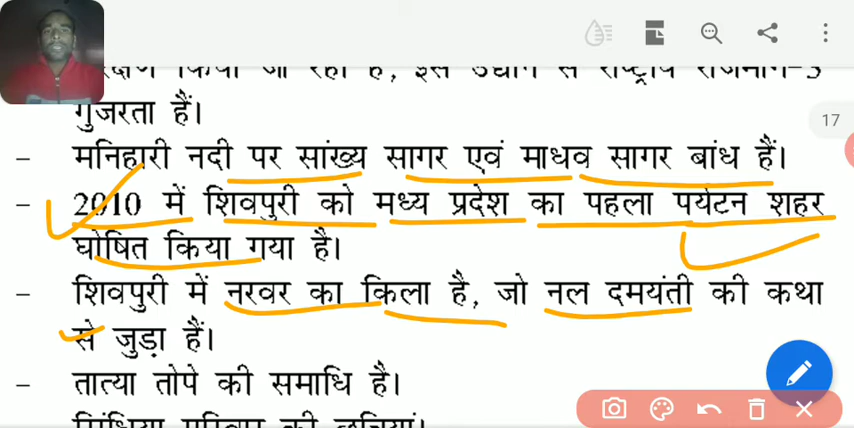 गुजरता हैं।
17
– मनिहारी नदी पर सांख्य सागर एवं माधव सागर बांध हैं।
– 2010 में शिवपुरी को मध्य प्रदेश का पहला पर्यटन शहर
घोषित किया गया है।
– शिवपुरी में नरवर का किला है, जो नल दमयंती की कथा
से जुड़ा हैं।
– तात्या तोपे की समाधि है।